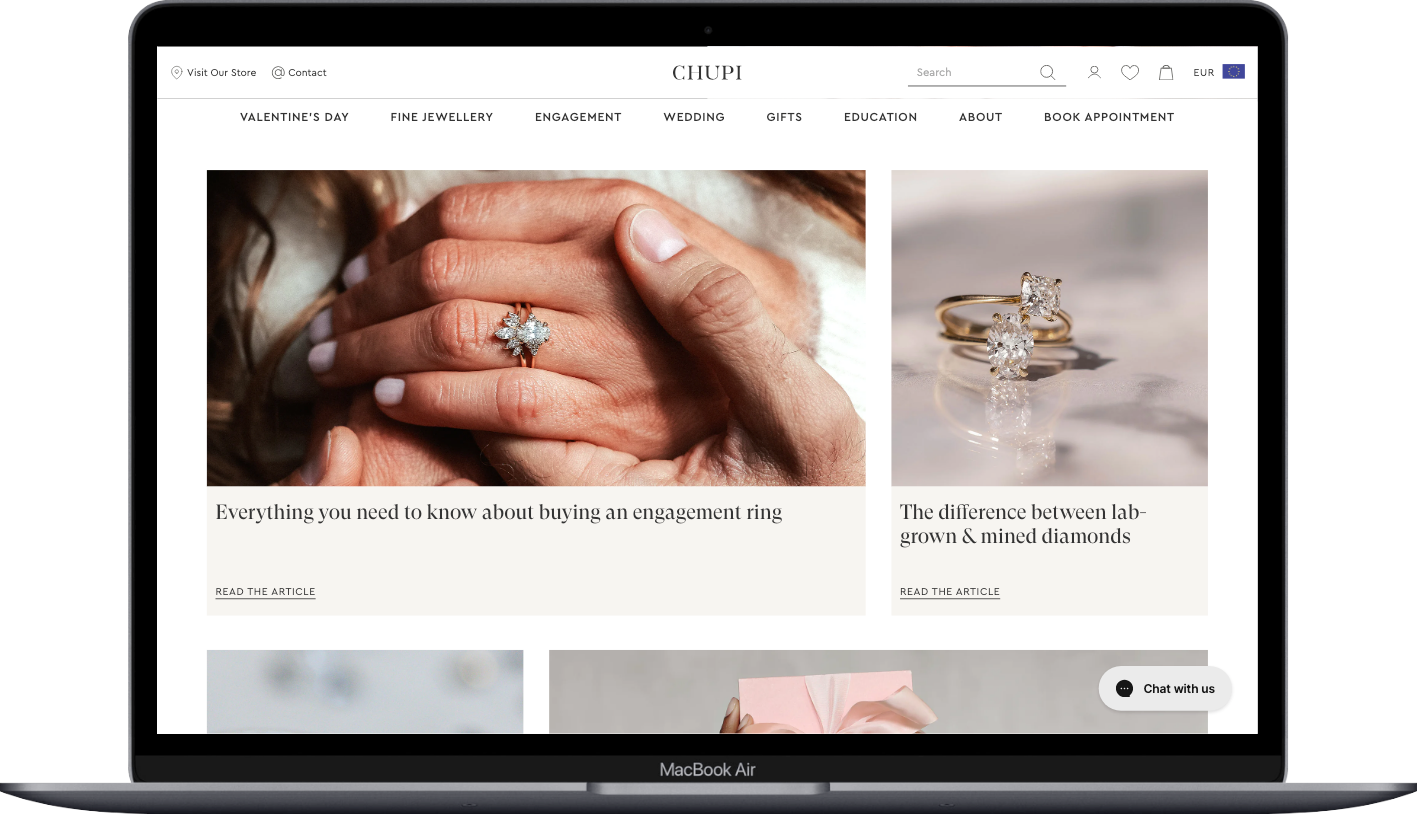 Visit Our Store
Contact
CHUPI
Search
EUR
VALENTINE'S DAY
FINE JEWELLERY
ENGAGEMENT
WEDDING
GIFTS
EDUCATION
ABOUT
BOOK APPOINTMENT
Everything you need to know about buying an engagement ring
READ THE ARTICLE
The difference between lab-
grown & mined diamonds
READ THE ARTICLE
Chat with us
MacBook Air